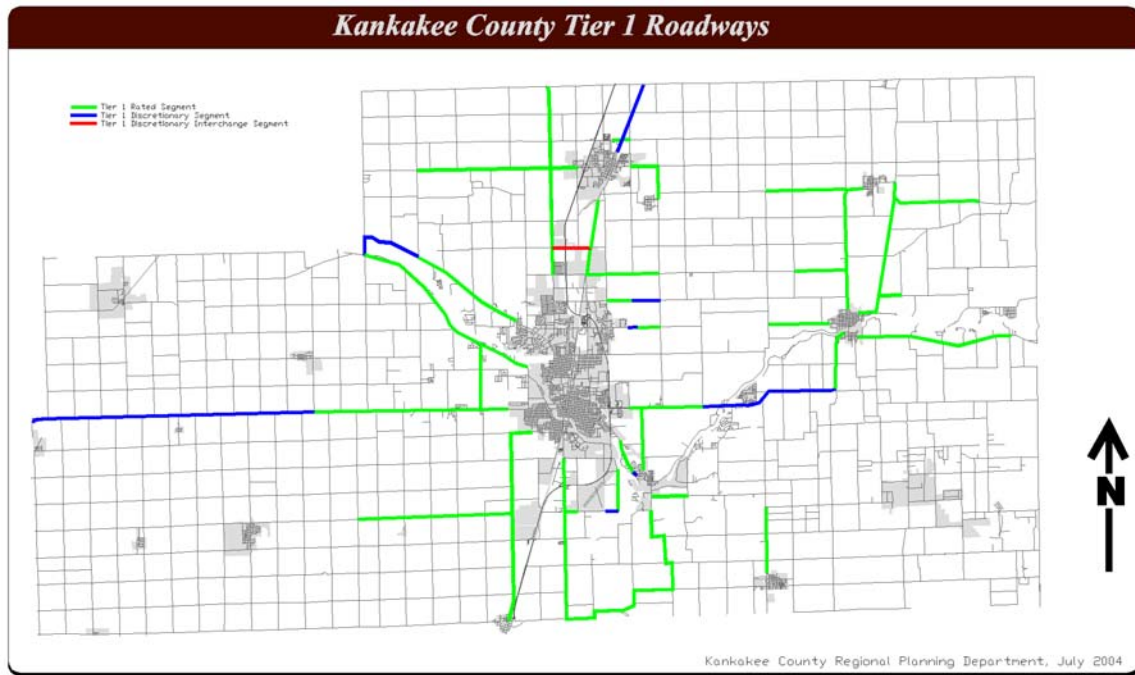 Kankakee County Tier 1 Roadways
Tier 1 Rated Segment
Tier 1 Discretionary Segment
Tier 1 Discretionary Interchange Segment
N
Kankakee County Regional Planning Department, July 2004